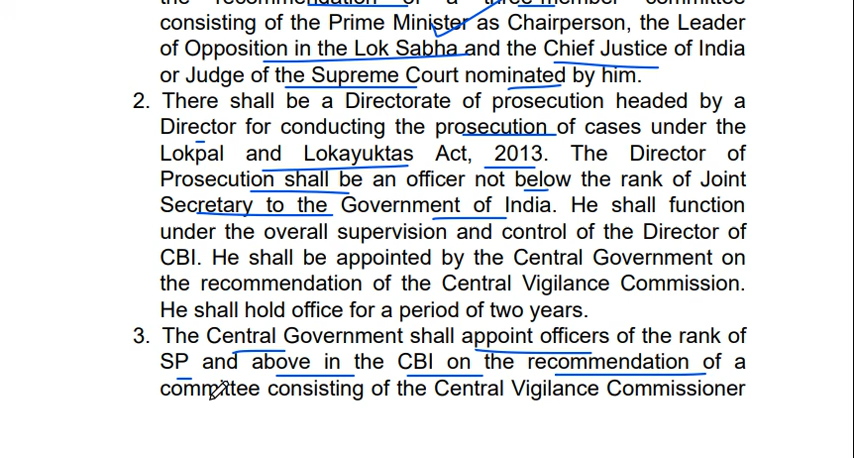 the recommendation of a three-member committee
consisting of the Prime Minister as Chairperson, the Leader
of Opposition in the Lok Sabha and the Chief Justice of India
or Judge of the Supreme Court nominated by him.
2. There shall be a Directorate of prosecution headed by a
Director for conducting the prosecution of cases under the
Lokpal and Lokayuktas Act, 2013. The Director of
Prosecution shall be an officer not below the rank of Joint
Secretary to the Government of India. He shall function
under the overall supervision and control of the Director of
CBI. He shall be appointed by the Central Government on
the recommendation of the Central Vigilance Commission.
He shall hold office for a period of two years.
3. The Central Government shall appoint officers of the rank of
SP and above in the CBI on the recommendation of a
committee consisting of the Central Vigilance Commissioner